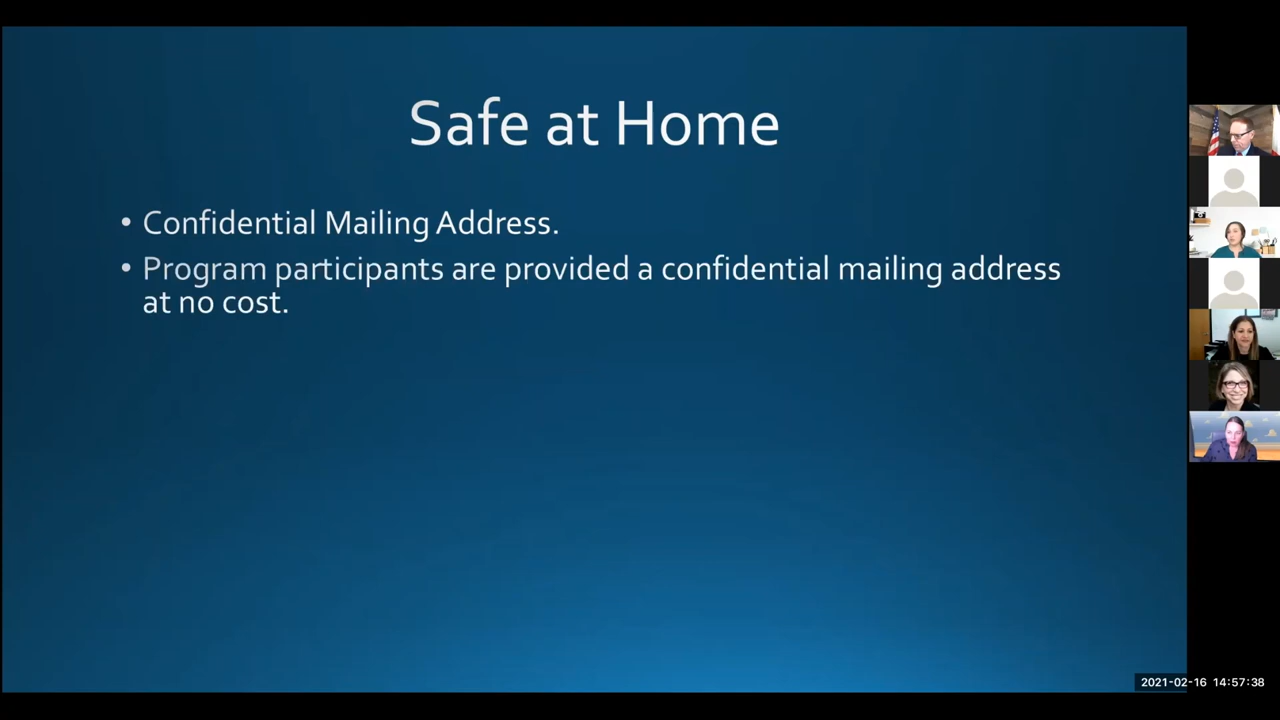 Safe at Home
• Confidential Mailing Address.
• Program participants are provided a confidential mailing address
at no cost.
2021-02-16 14:57:38